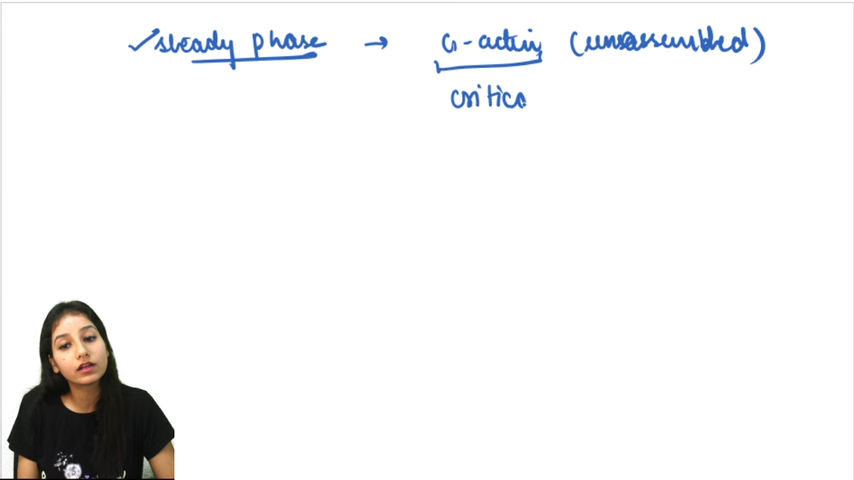 ✓ steady phase → G-actin (unassembled)
critica